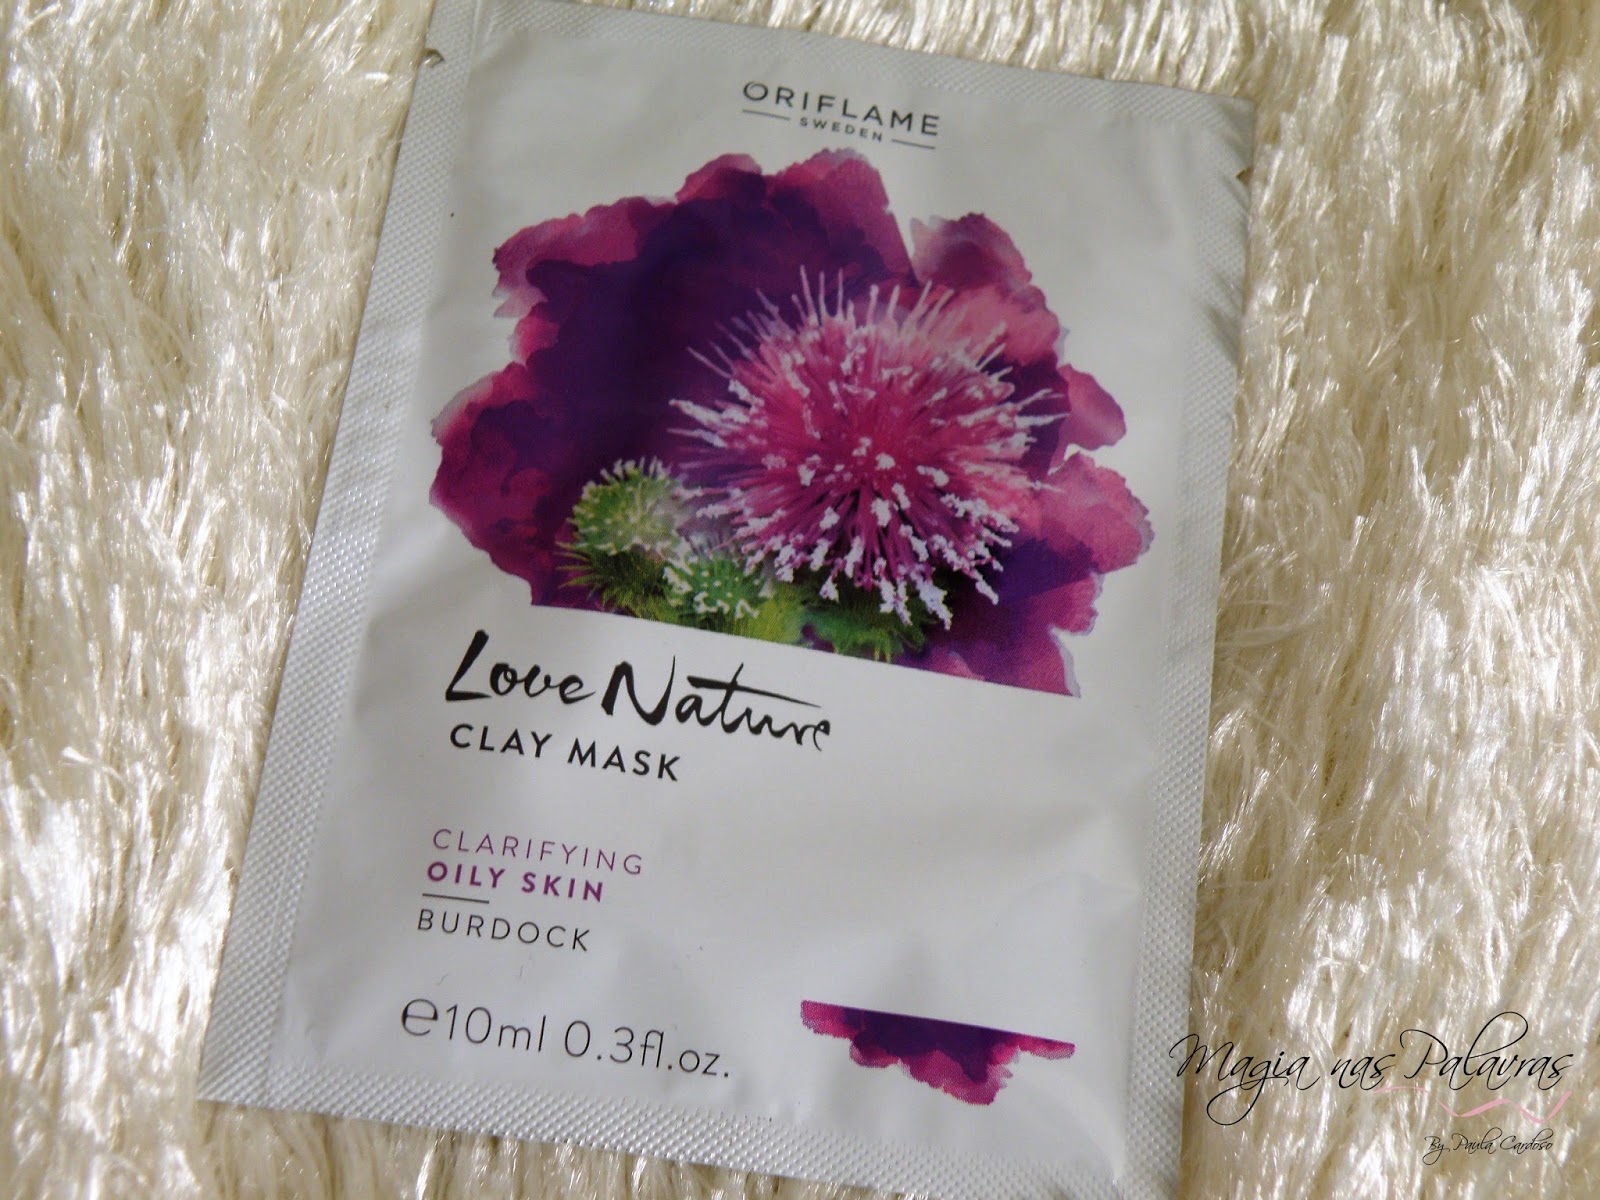 ORIFLAME
SWEDEN
Love Nature
CLAY MASK
CLARIFYING
OILY SKIN
BURDOCK
℮10ml 0.3fl.oz.
Magia nas Palavras
By Paula Cardoso